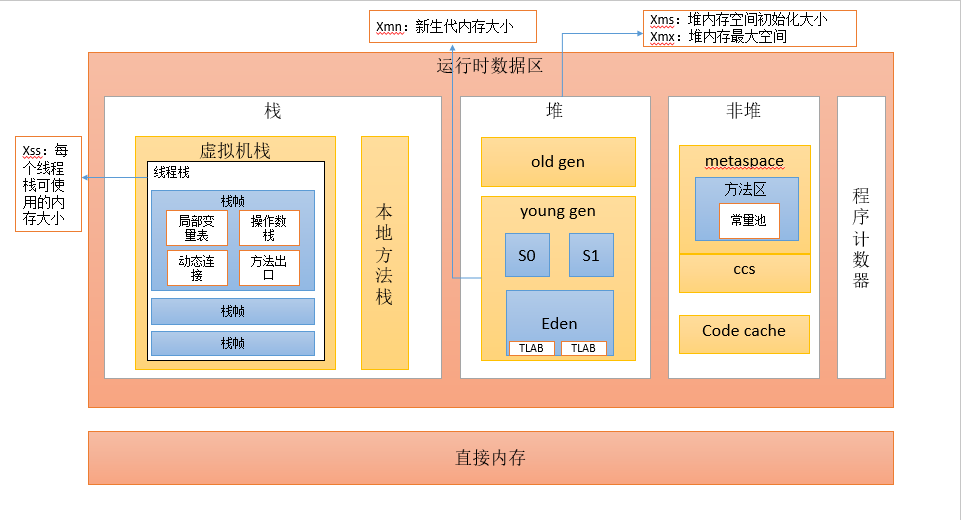 Xmn：新生代内存大小
Xms：堆内存空间初始化大小
Xmx：堆内存最大空间
运行时数据区
Xss：每
个线程
栈可使
用的内
存大小
栈
虚拟机栈
线程栈
栈帧
局部变
量表
操作数
栈
动态连
接
方法出
口
栈帧
栈帧
本
地
方
法
栈
堆
old gen
young gen
S0
S1
Eden
TLAB
TLAB
非堆
metaspace
方法区
常量池
ccs
Code cache
程
序
计
数
器
直接内存